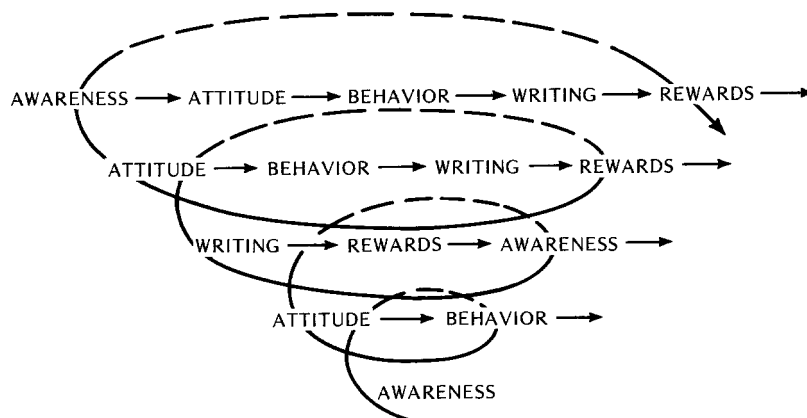 AWARENESS ATTITUDE BEHAVIOR WRITING REWARDS
ATTITUDE BEHAVIOR WRITING REWARDS
WRITING REWARDS AWARENESS
ATTITUDE BEHAVIOR
AWARENESS